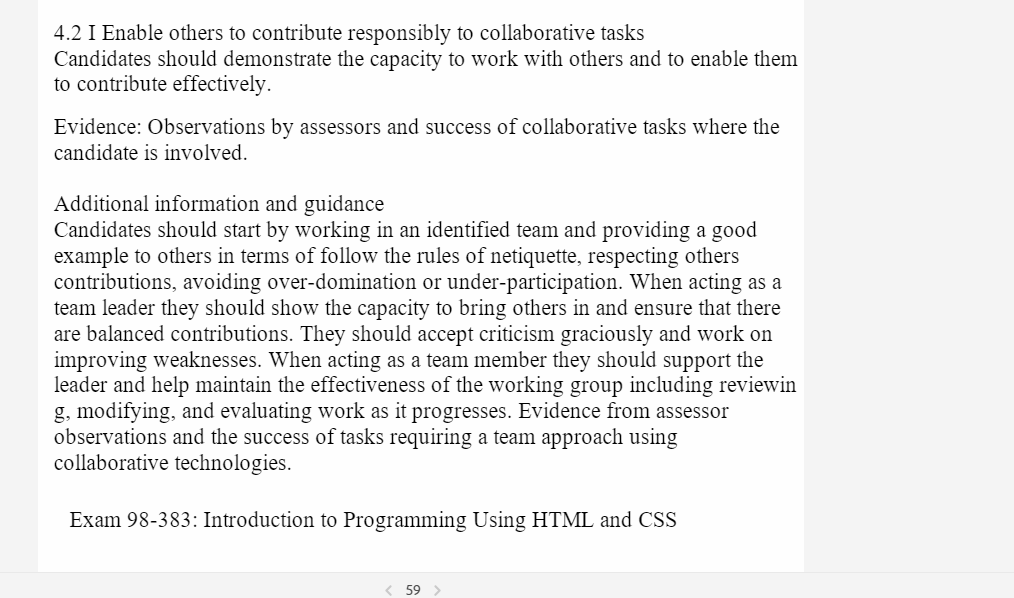 4.2 I Enable others to contribute responsibly to collaborative tasks
Candidates should demonstrate the capacity to work with others and to enable them
to contribute effectively.
Evidence: Observations by assessors and success of collaborative tasks where the
candidate is involved.
Additional information and guidance
Candidates should start by working in an identified team and providing a good
example to others in terms of follow the rules of netiquette, respecting others
contributions, avoiding over-domination or under-participation. When acting as a
team leader they should show the capacity to bring others in and ensure that there
are balanced contributions. They should accept criticism graciously and work on
improving weaknesses. When acting as a team member they should support the
leader and help maintain the effectiveness of the working group including reviewin
g, modifying, and evaluating work as it progresses. Evidence from assessor
observations and the success of tasks requiring a team approach using
collaborative technologies.
Exam 98-383: Introduction to Programming Using HTML and CSS
59